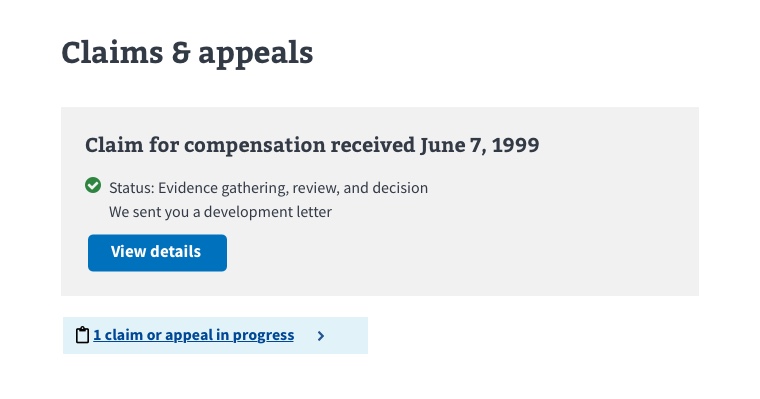 Claims & appeals
Claim for compensation received June 7, 1999
Status: Evidence gathering, review, and decision
We sent you a development letter
View details
1 claim or appeal in progress